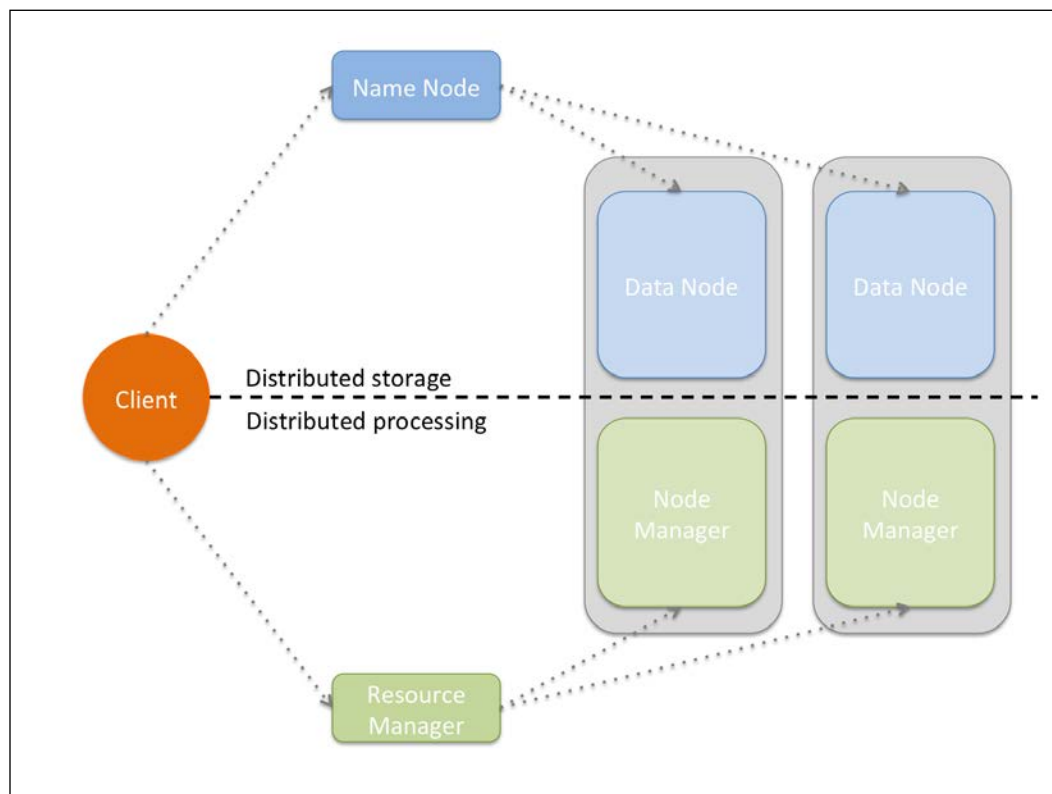 Name Node
Data Node
Data Node
Client
Distributed storage
Distributed processing
Node
Manager
Node
Manager
Resource
Manager